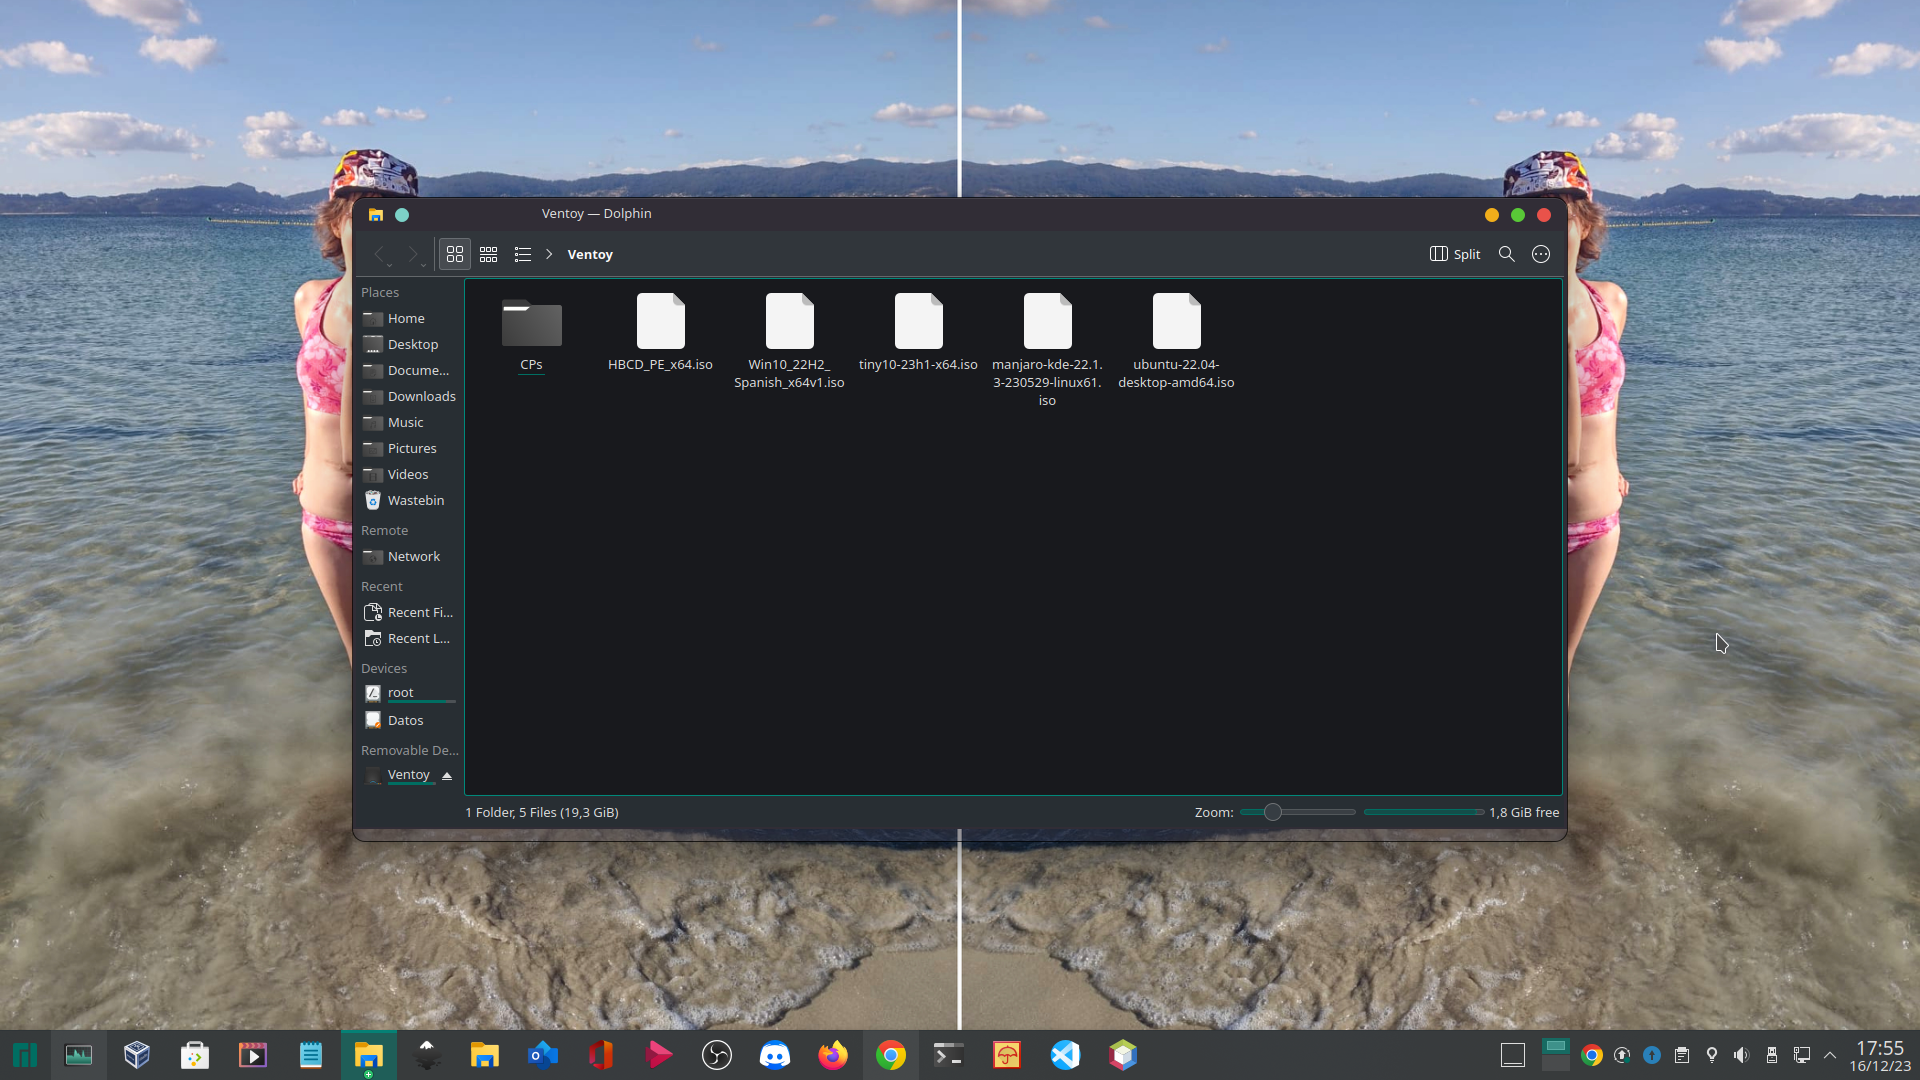 Ventoy — Dolphin
Ventoy
Split
Places
Home
Desktop
Docume...
Downloads
Music
Pictures
Videos
Wastebin
Remote
Network
Recent
Recent Fi...
Recent L...
Devices
root
Datos
Removable De...
Ventoy
CPs
HBCD_PE_x64.iso
Win10_22H2_
Spanish_x64v1.iso
tiny10-23h1-x64.iso
manjaro-kde-22.1.
3-230529-linux61.
iso
ubuntu-22.04-
desktop-amd64.iso
1 Folder, 5 Files (19,3 GiB)
Zoom:
1,8 GiB free
17:55
16/12/23